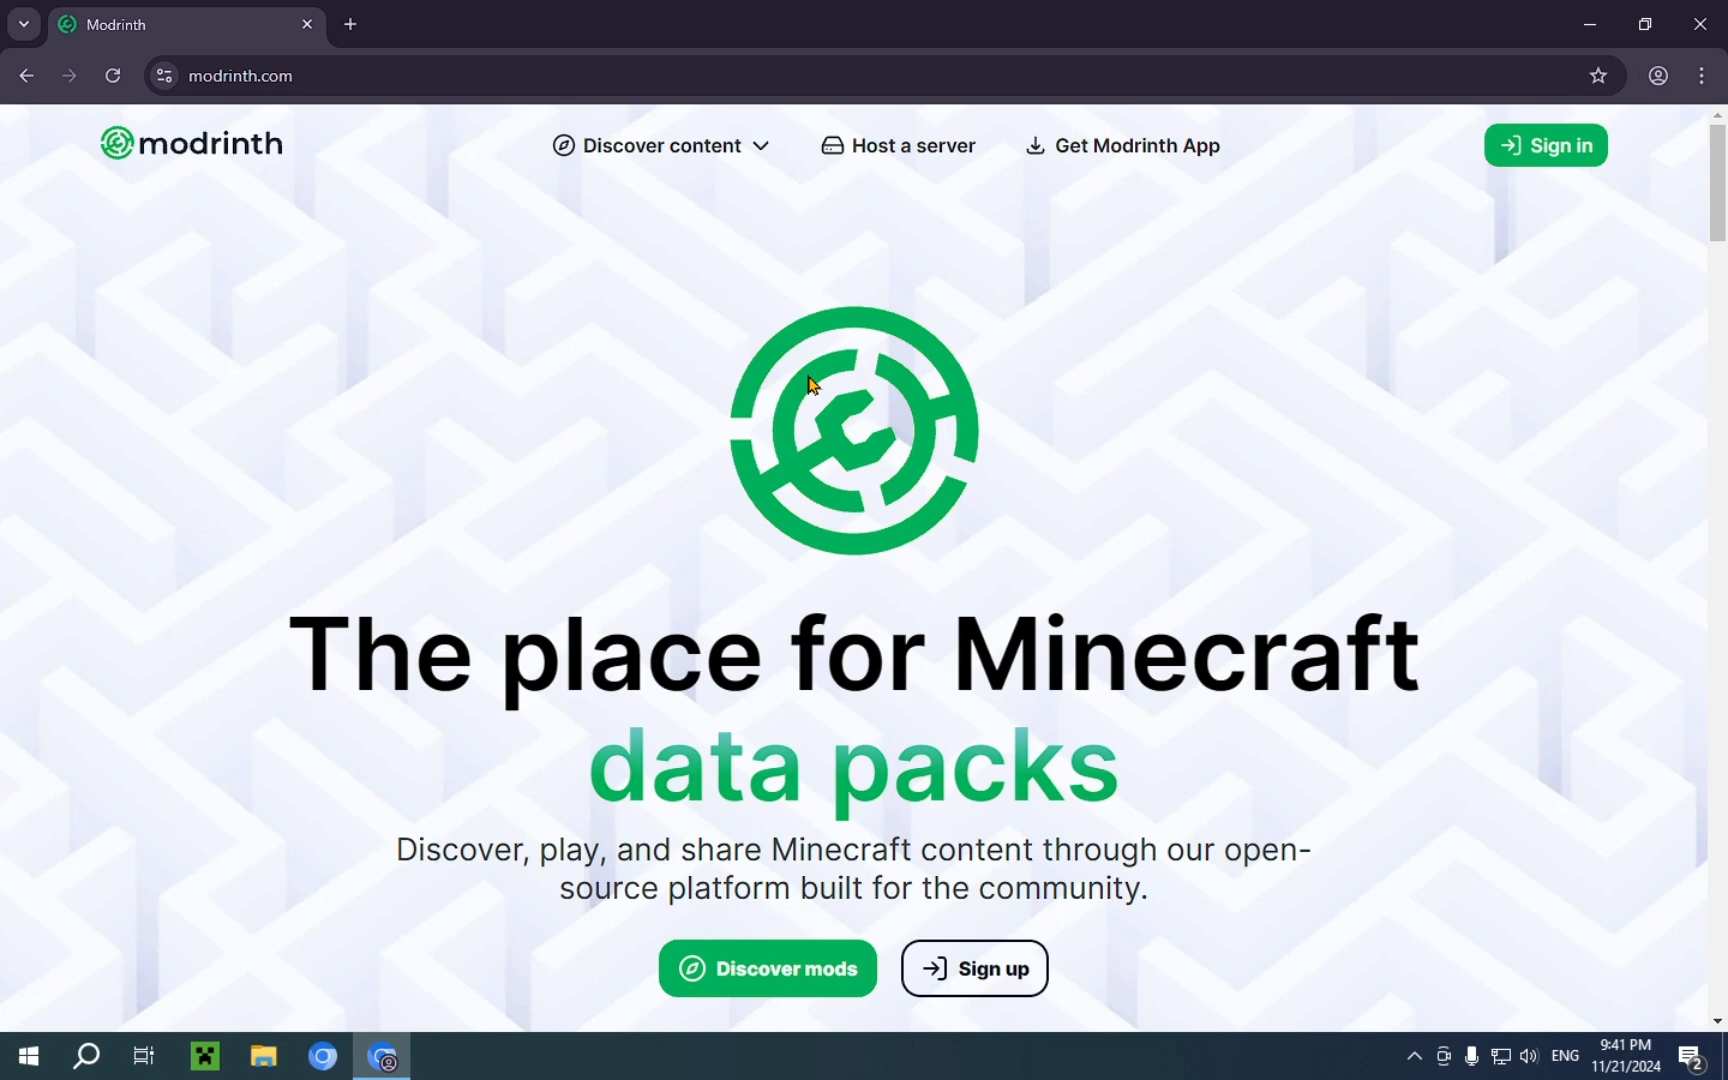 Modrinth
modrinth.com
modrinth
Discover content
Host a server
Get Modrinth App
Sign in
The place for Minecraft
data packs
Discover, play, and share Minecraft content through our open-
source platform built for the community.
Discover mods
Sign up
ENG
9:41 PM
11/21/2024
2